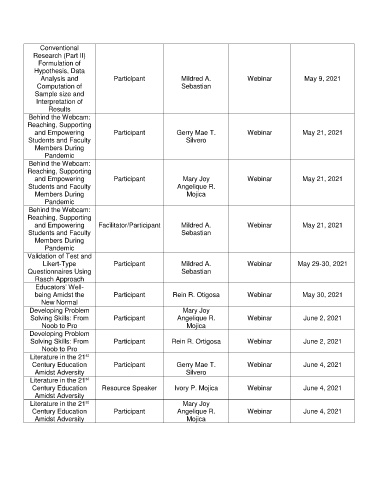 Conventional
Research (Part II)
Formulation of
Hypothesis, Data
Analysis and
Computation of
Sample size and
Interpretation of
Results
Participant
Mildred A.
Sebastian
Webinar
May 9, 2021
Behind the Webcam:
Reaching, Supporting
and Empowering
Students and Faculty
Members During
Pandemic
Participant
Gerry Mae T.
Silvero
Webinar
May 21, 2021
Behind the Webcam:
Reaching, Supporting
and Empowering
Students and Faculty
Members During
Pandemic
Participant
Mary Joy
Angelique R.
Mojica
Webinar
May 21, 2021
Behind the Webcam:
Reaching, Supporting
and Empowering
Students and Faculty
Members During
Pandemic
Facilitator/Participant
Mildred A.
Sebastian
Webinar
May 21, 2021
Validation of Test and
Likert-Type
Questionnaires Using
Rasch Approach
Participant
Mildred A.
Sebastian
Webinar
May 29-30, 2021
Educators' Well-
being Amidst the
New Normal
Participant
Rein R. Otigosa
Webinar
May 30, 2021
Developing Problem
Solving Skills: From
Noob to Pro
Participant
Mary Joy
Angelique R.
Mojica
Webinar
June 2, 2021
Developing Problem
Solving Skills: From
Noob to Pro
Participant
Rein R. Ortigosa
Webinar
June 2, 2021
Literature in the 21st
Century Education
Amidst Adversity
Participant
Gerry Mae T.
Silvero
Webinar
June 4, 2021
Literature in the 21st
Century Education
Amidst Adversity
Resource Speaker
Ivory P. Mojica
Webinar
June 4, 2021
Literature in the 21st
Century Education
Amidst Adversity
Participant
Mary Joy
Angelique R.
Mojica
Webinar
June 4, 2021